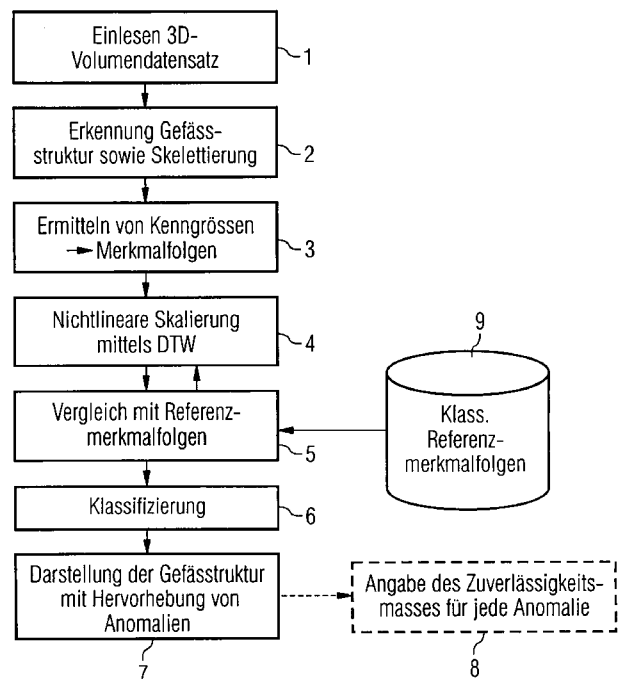 Einlesen 3D-
Volumendatensatz
1
Erkennung Gefäss-
struktur sowie Skelettierung
2
Ermitteln von Kenngrössen
→ Merkmalfolgen
3
Nichtlineare Skalierung
mittels DTW
4
Vergleich mit Referenz-
merkmalfolgen
5
9
Klass.
Referenz-
merkmalfolgen
Klassifizierung
6
Darstellung der Gefässtruktur
mit Hervorhebung von
Anomalien
7
Angabe des Zuverlässigkeits-
masses für jede Anomalie
8